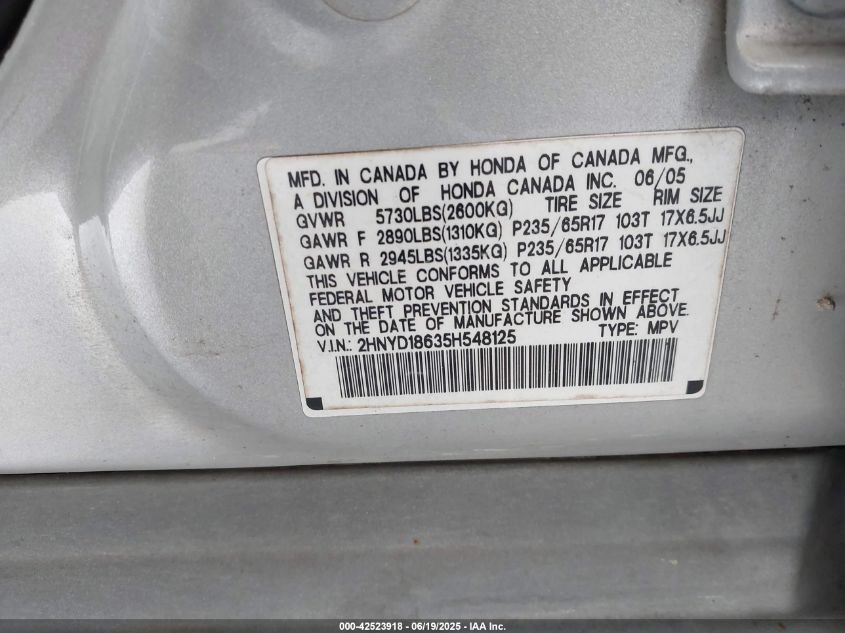 MFD. IN CANADA BY HONDA OF CANADA MFG.,
A DIVISION OF HONDA CANADA INC. 06/05
GVWR 5730LBS(2600KG) TIRE SIZE RIM SIZE
GAWR F 2890LBS(1310KG) P235/65R17 103T 17X6.5JJ
GAWR R 2945LBS(1335KG) P235/65R17 103T 17X6.5JJ
THIS VEHICLE CONFORMS TO ALL APPLICABLE
FEDERAL MOTOR VEHICLE SAFETY
AND THEFT PREVENTION STANDARDS IN EFFECT
ON THE DATE OF MANUFACTURE SHOWN ABOVE.
V.I.N.: 2HNYD18635H548125 TYPE: MPV
000-42523918 - 06/19/2025 - IAA Inc.